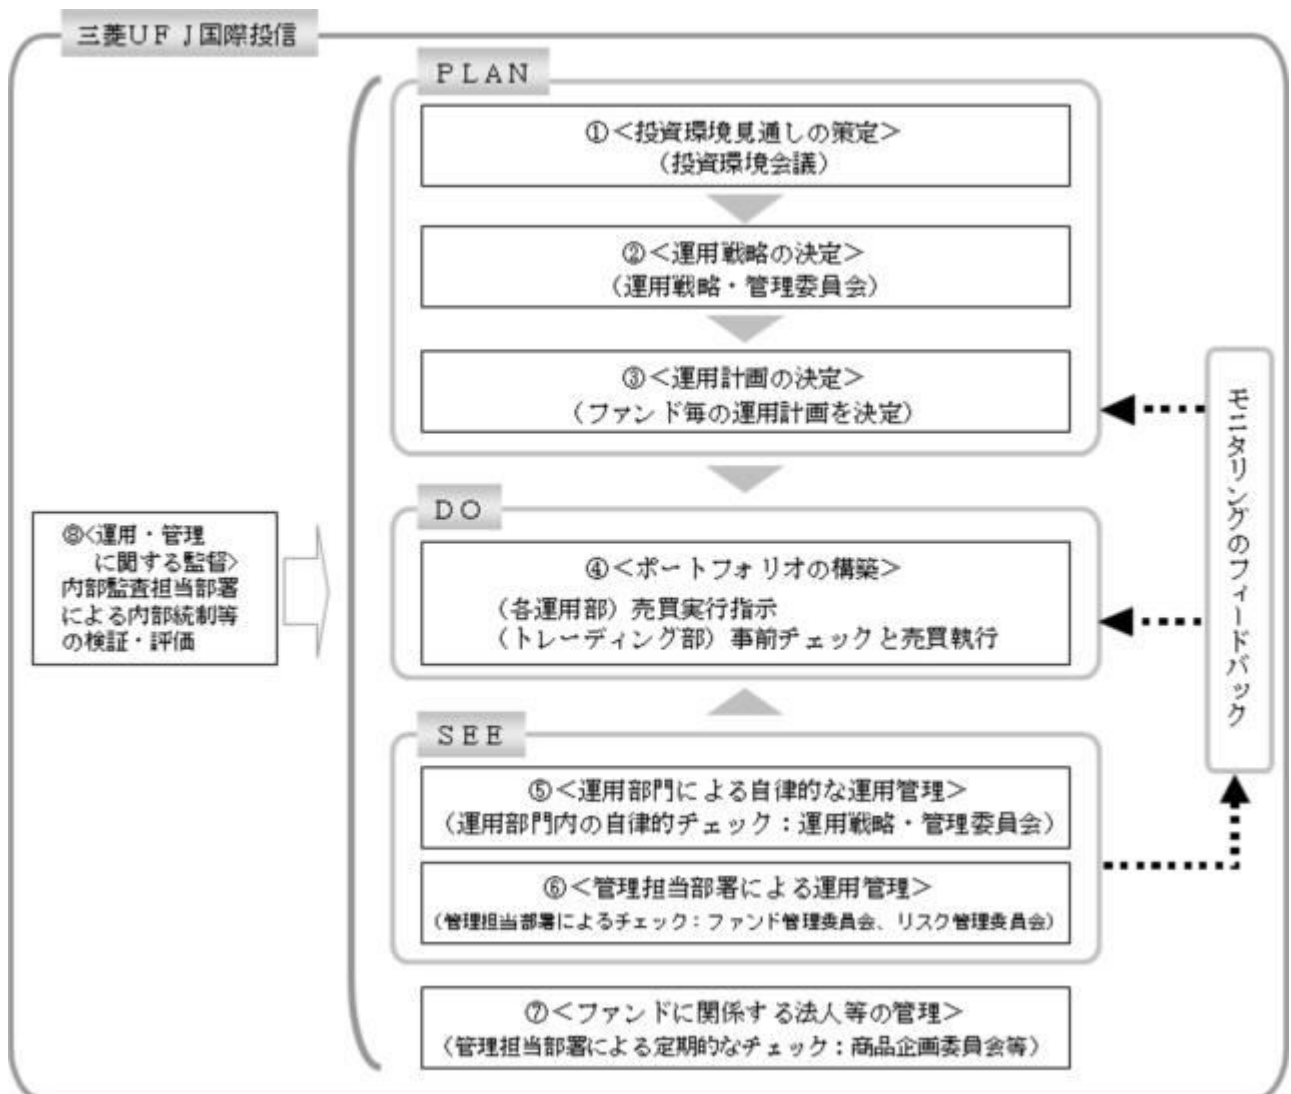 三菱ＵＦＪ国際投信
ＰＬＡＮ
①＜投資環境見通しの策定＞
（投資環境会議）
②＜運用戦略の決定＞
（運用戦略・管理委員会）
③＜運用計画の決定＞
（ファンド毎の運用計画を決定）
ＤＯ
④＜ポートフォリオの構築＞
（各運用部）売買実行指示
（トレーディング部）事前チェックと売買執行
ＳＥＥ
⑤＜運用部門による自律的な運用管理＞
（運用部門内の自律的チェック：運用戦略・管理委員会）
⑥＜管理担当部署による運用管理＞
（管理担当部署によるチェック：ファンド管理委員会、リスク管理委員会）
⑦＜ファンドに関係する法人等の管理＞
（管理担当部署による定期的なチェック：商品企画委員会等）
⑧＜運用・管理
に関する監督＞
内部監査担当部署
による内部統制等
の検証・評価
モニタリングのフィードバック